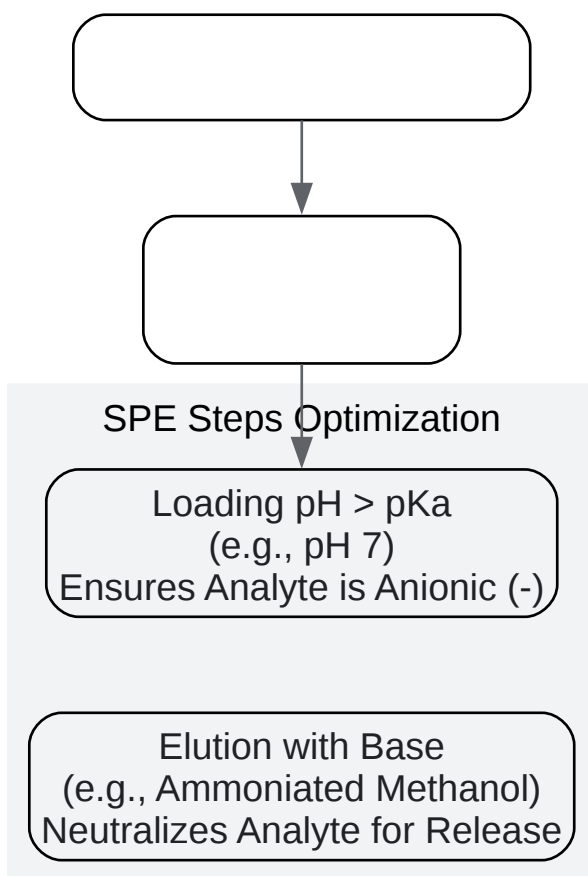 SPE Steps Optimization
Loading pH > pKa
(e.g., pH 7)
Ensures Analyte is Anionic (-)
Elution with Base
(e.g., Ammoniated Methanol)
Neutralizes Analyte for Release